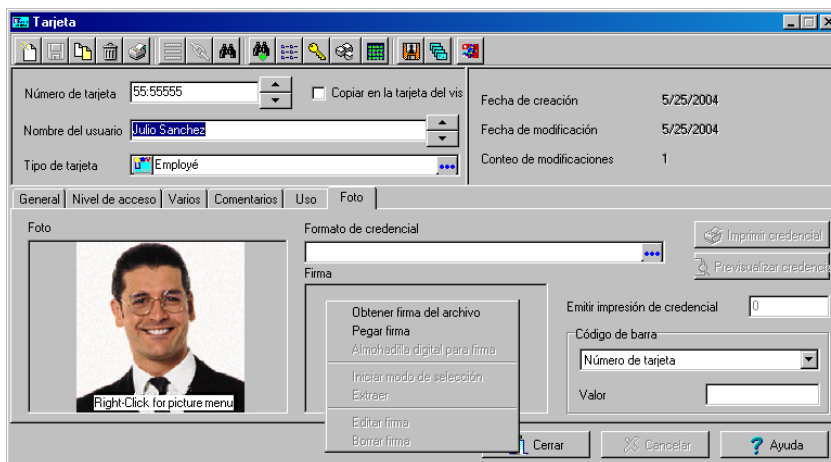 Tarjeta
Número de tarjeta 55:55555 Copiar en la tarjeta del vis
Nombre del usuario Julio Sanchez
Tipo de tarjeta Employé
Fecha de creación 5/25/2004
Fecha de modificación 5/25/2004
Conteo de modificaciones 1
General Nivel de acceso Varios Comentarios Uso Foto
Foto
Right-Click for picture menu
Formato de credencial
Firma
Obtener firma del archivo
Pegar firma
Almohadilla digital para firma
Iniciar modo de selección
Extraer
Editar firma
Borrar firma
Imprimir credencial
Previsualizar credencia
Emitir impresión de credencial 0
Código de barra
Número de tarjeta
Valor
Cerrar Cancelar Ayuda